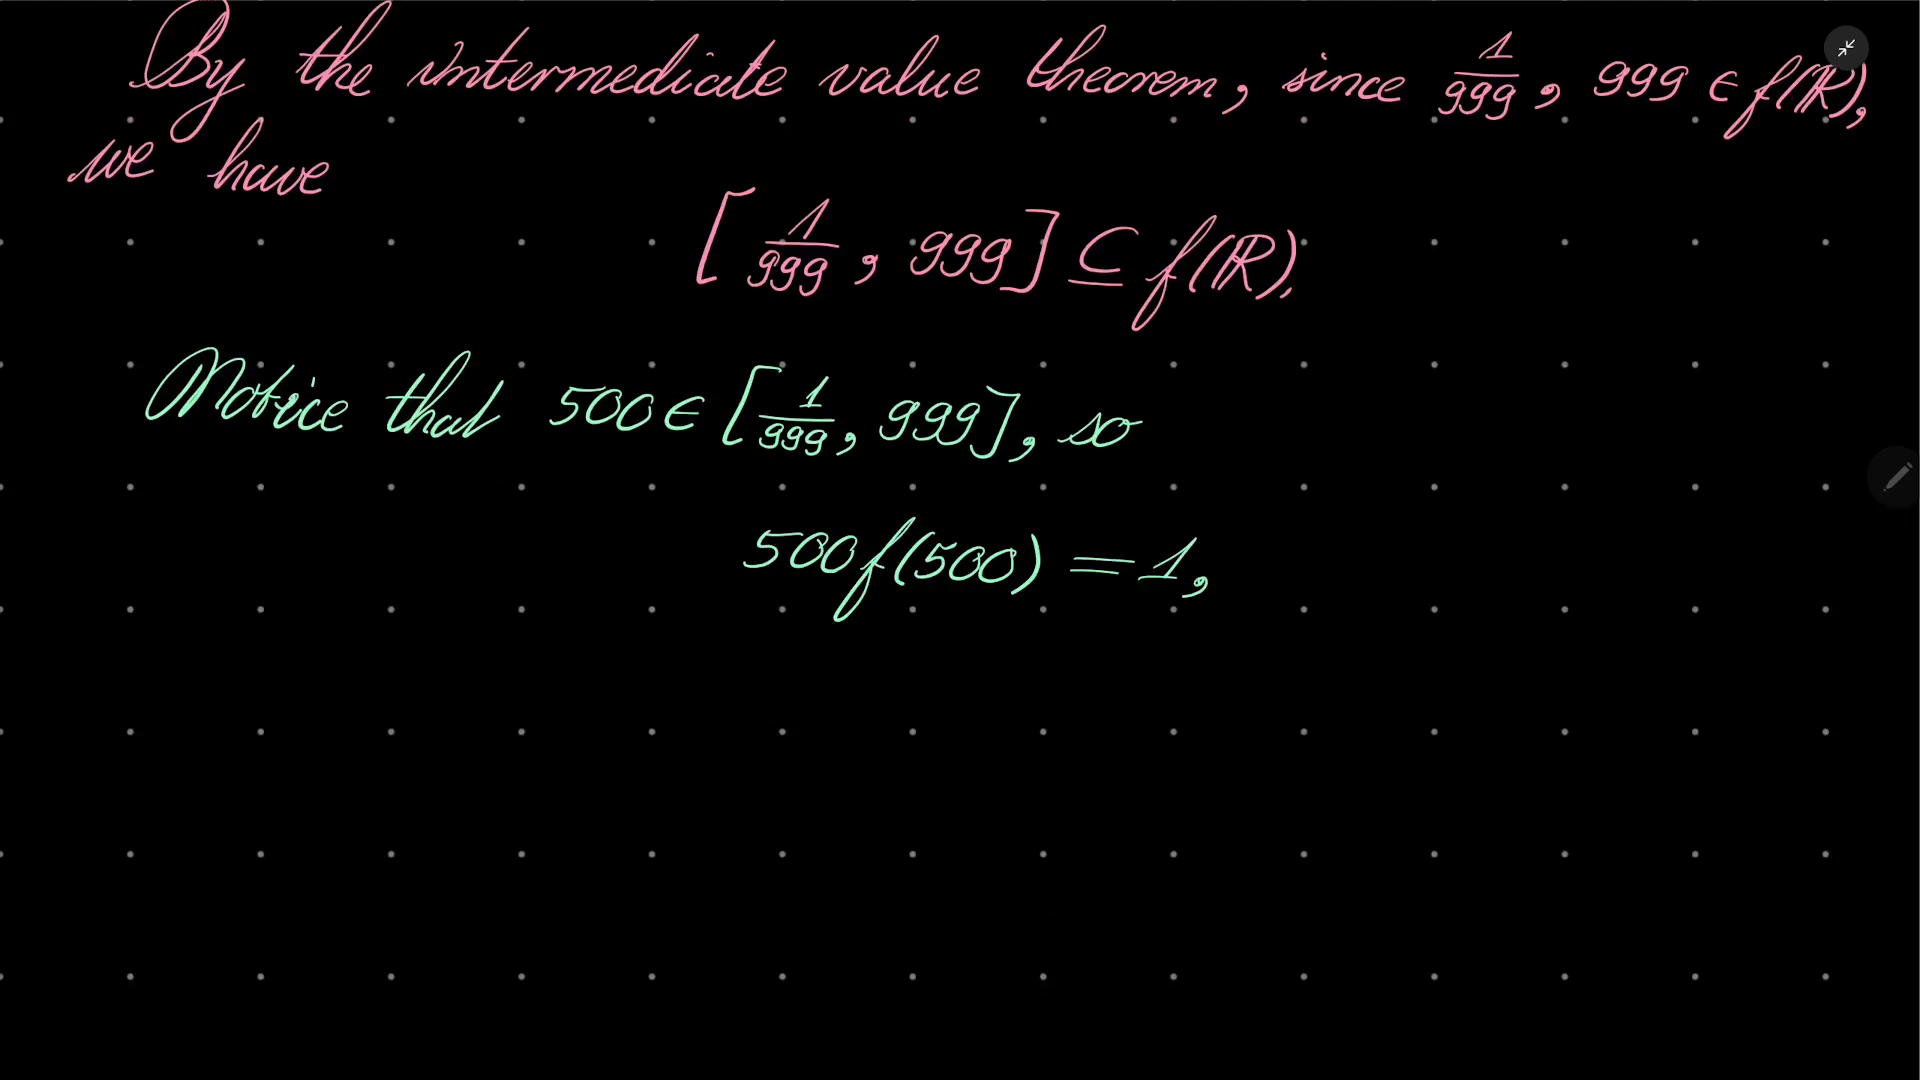 By the intermediate value theorem, since 1/999, 999 ∈ f(ℝ),
we have
[1/999, 999] ⊆ f(ℝ).
Notice that 500 ∈ [1/999, 999], so
500f(500) = 1,